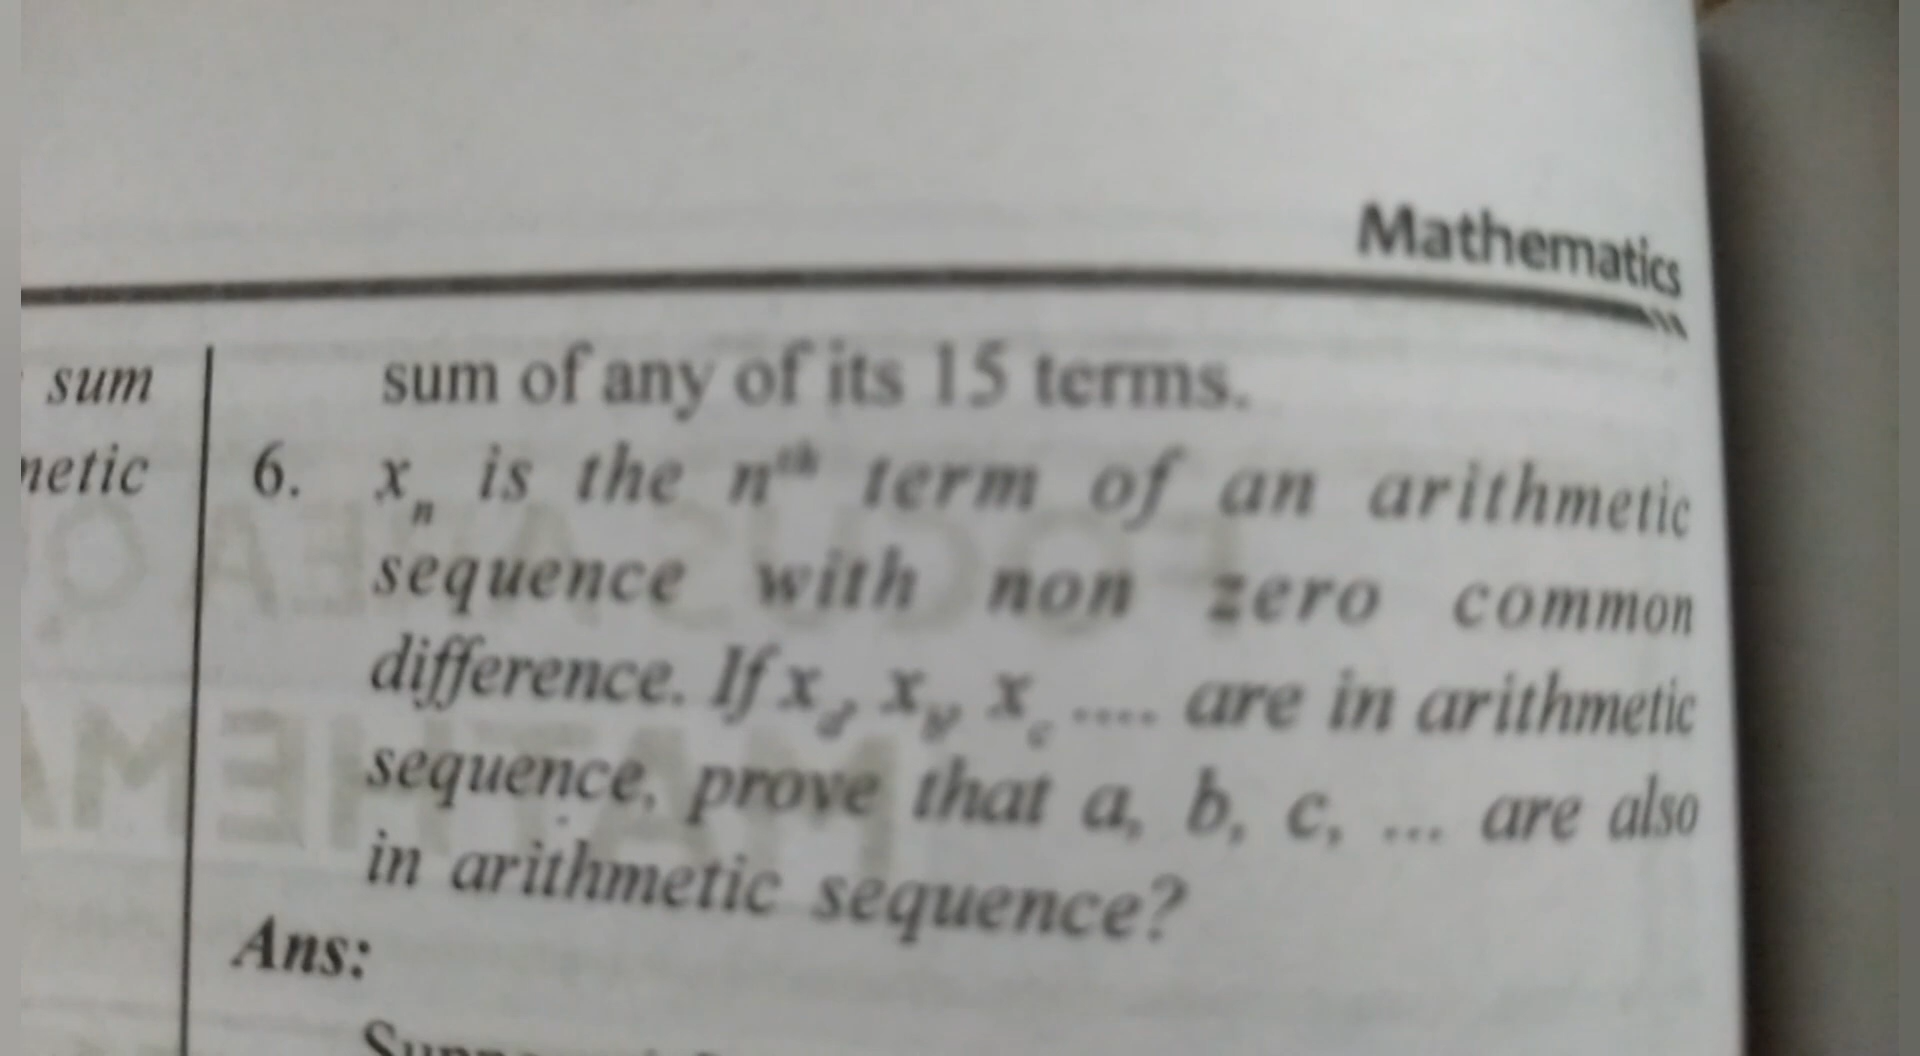 Mathematics
sum
netic
sum of any of its 15 terms.
6. xₙ is the nᵗʰ term of an arithmetic
sequence with non zero common
difference. If xₐ, x_b, x_c .... are in arithmetic
sequence, prove that a, b, c, ... are also
in arithmetic sequence?
Ans: